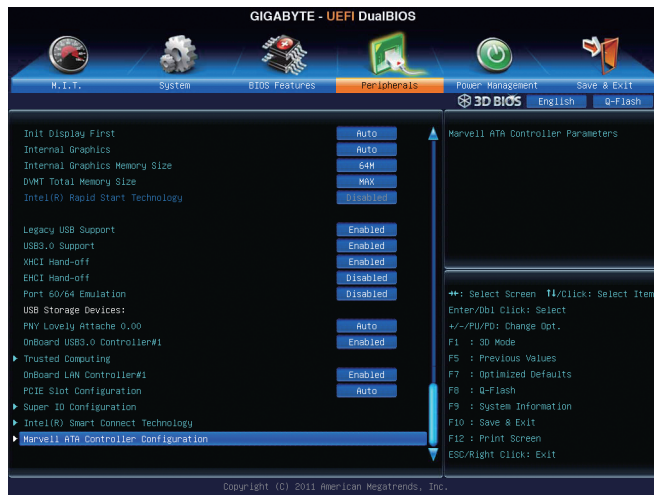 GIGABYTE - UEFI DualBIOS
M.I.T. System BIOS Features Peripherals Power Management Save & Exit
3D BIOS English Q-Flash
Init Display First Auto
Internal Graphics Auto
Internal Graphics Memory Size 64M
DVMT Total Memory Size MAX
Intel(R) Rapid Start Technology Disabled
Legacy USB Support Enabled
USB3.0 Support Enabled
XHCI Hand-off Enabled
EHCI Hand-off Disabled
Port 60/64 Emulation Disabled
USB Storage Devices:
PNY Lovely Attache 0.00 Auto
OnBoard USB3.0 Controller#1 Enabled
Trusted Computing
OnBoard LAN Controller#1 Enabled
PCIE Slot Configuration Auto
Super IO Configuration
Intel(R) Smart Connect Technology
Marvell ATA Controller Configuration
Marvell ATA Controller Parameters
→←: Select Screen ↑↓/Click: Select Item
Enter/Dbl Click: Select
+/-/PU/PD: Change Opt.
F1 : 3D Mode
F5 : Previous Values
F7 : Optimized Defaults
F8 : Q-Flash
F9 : System Information
F10 : Save & Exit
F12 : Print Screen
ESC/Right Click: Exit
Copyright (C) 2011 American Megatrends, Inc.